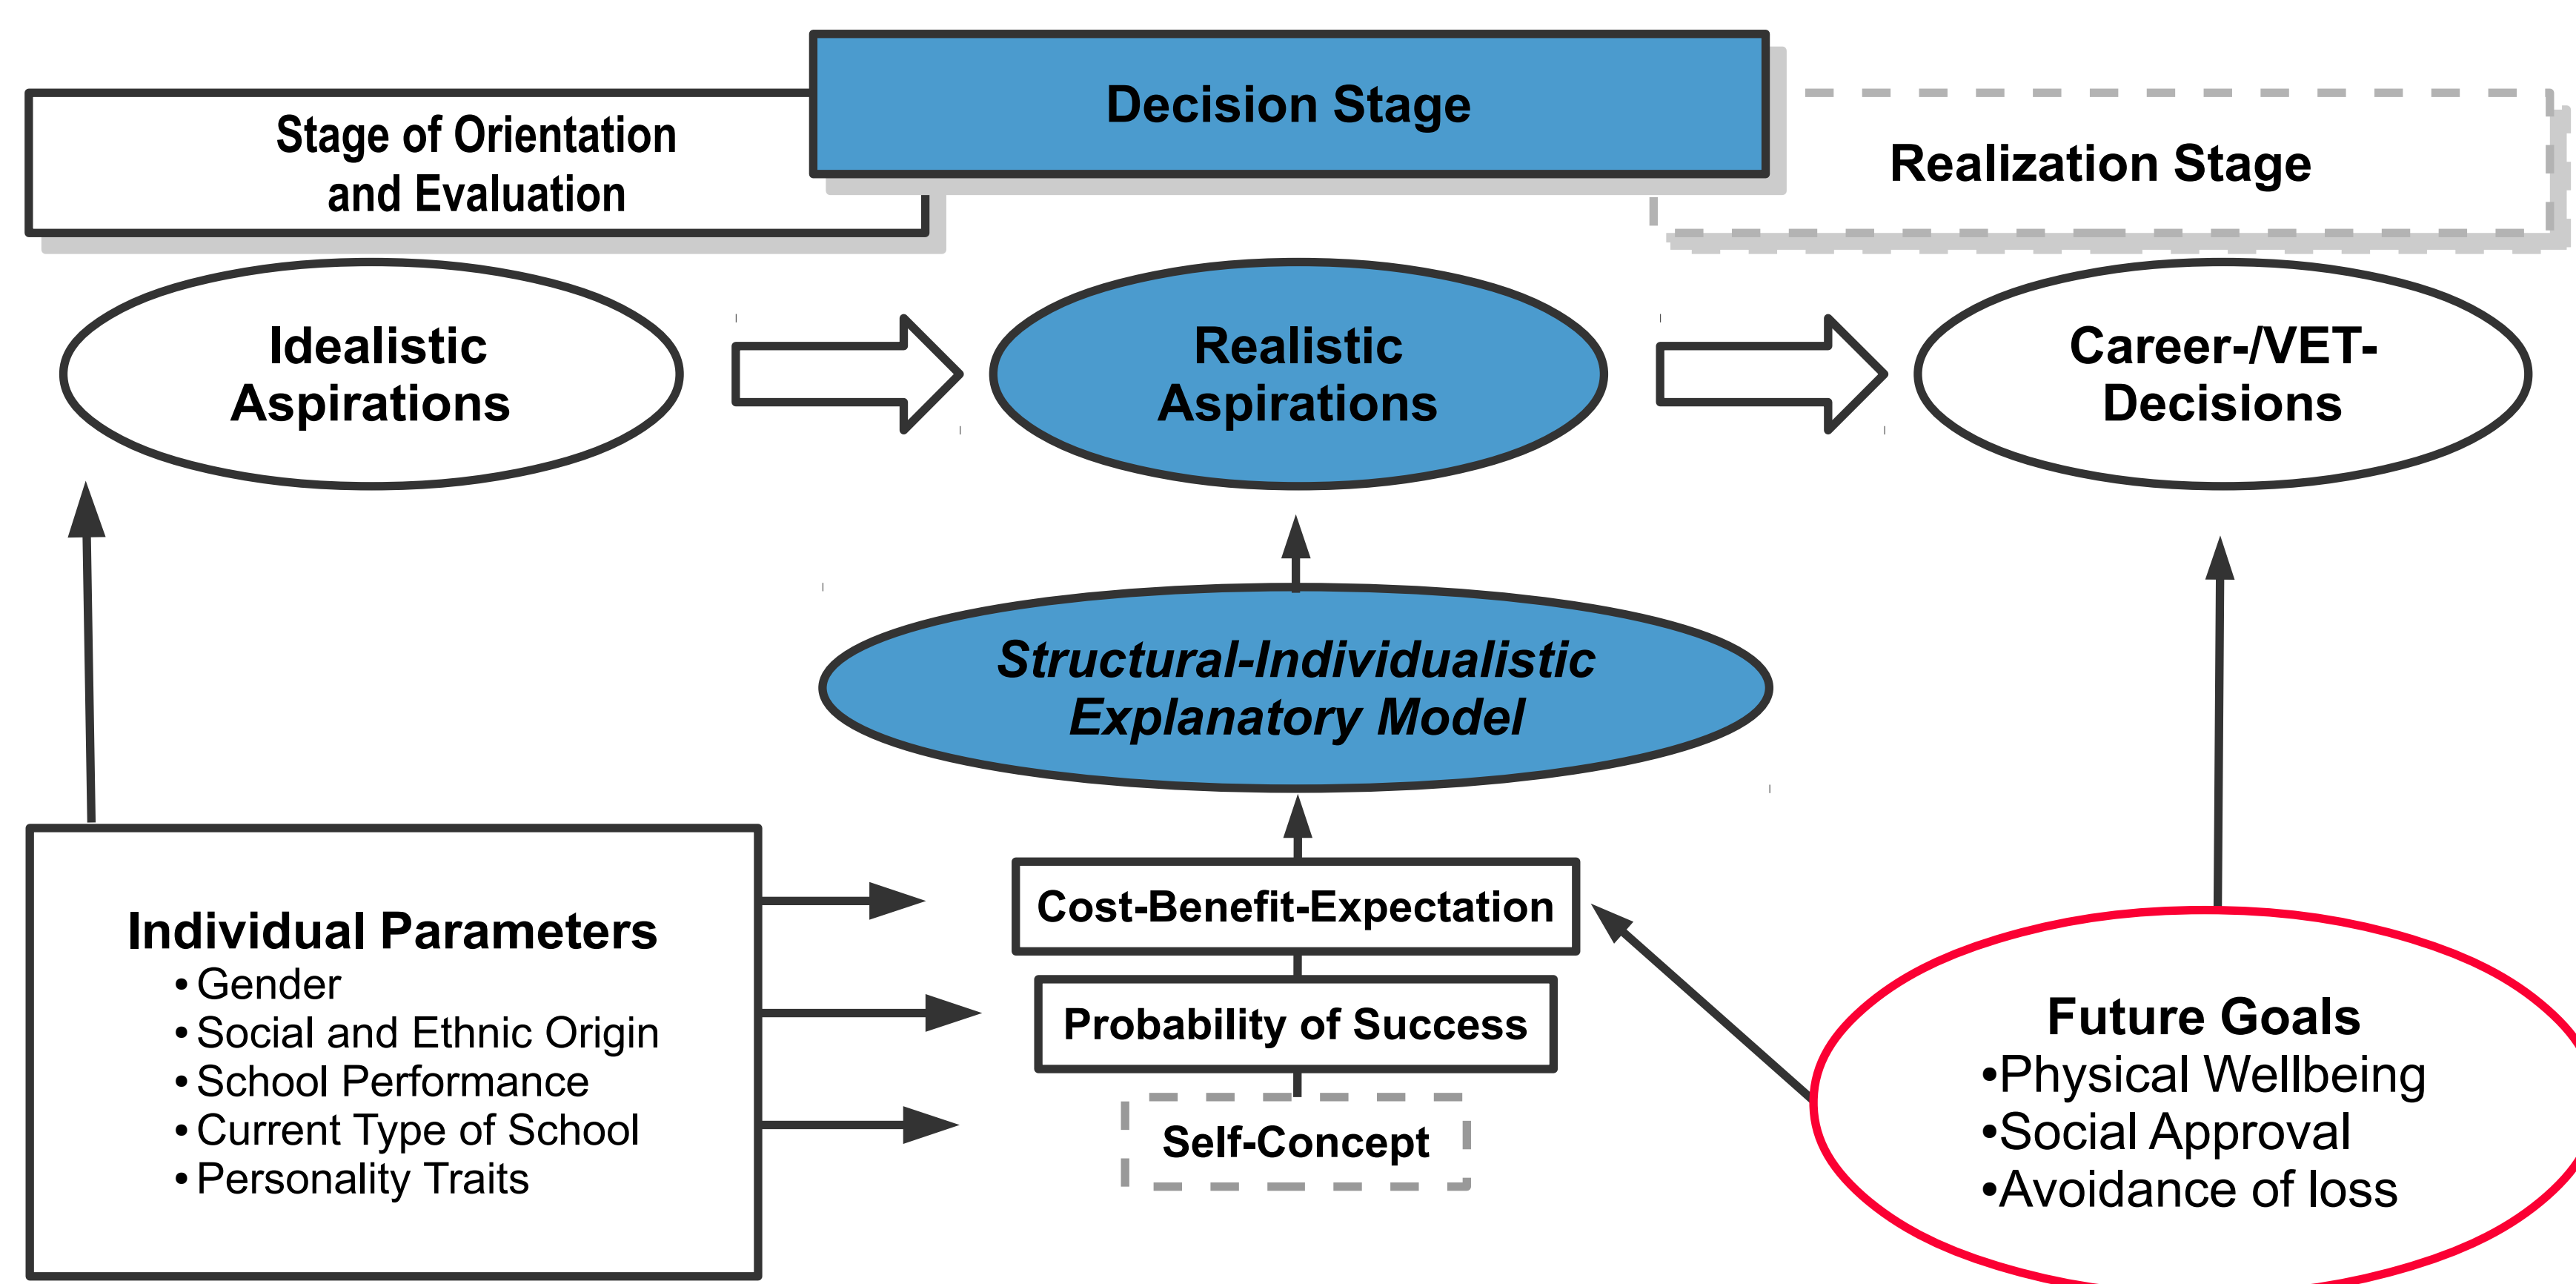 Decision Stage
Stage of Orientation
and Evaluation
Realization Stage
Idealistic
Aspirations
Realistic
Aspirations
Career-/VET-
Decisions
Structural-Individualistic
Explanatory Model
Individual Parameters
• Gender
• Social and Ethnic Origin
• School Performance
• Current Type of School
• Personality Traits
Cost-Benefit-Expectation
Probability of Success
Self-Concept
Future Goals
•Physical Wellbeing
•Social Approval
•Avoidance of loss